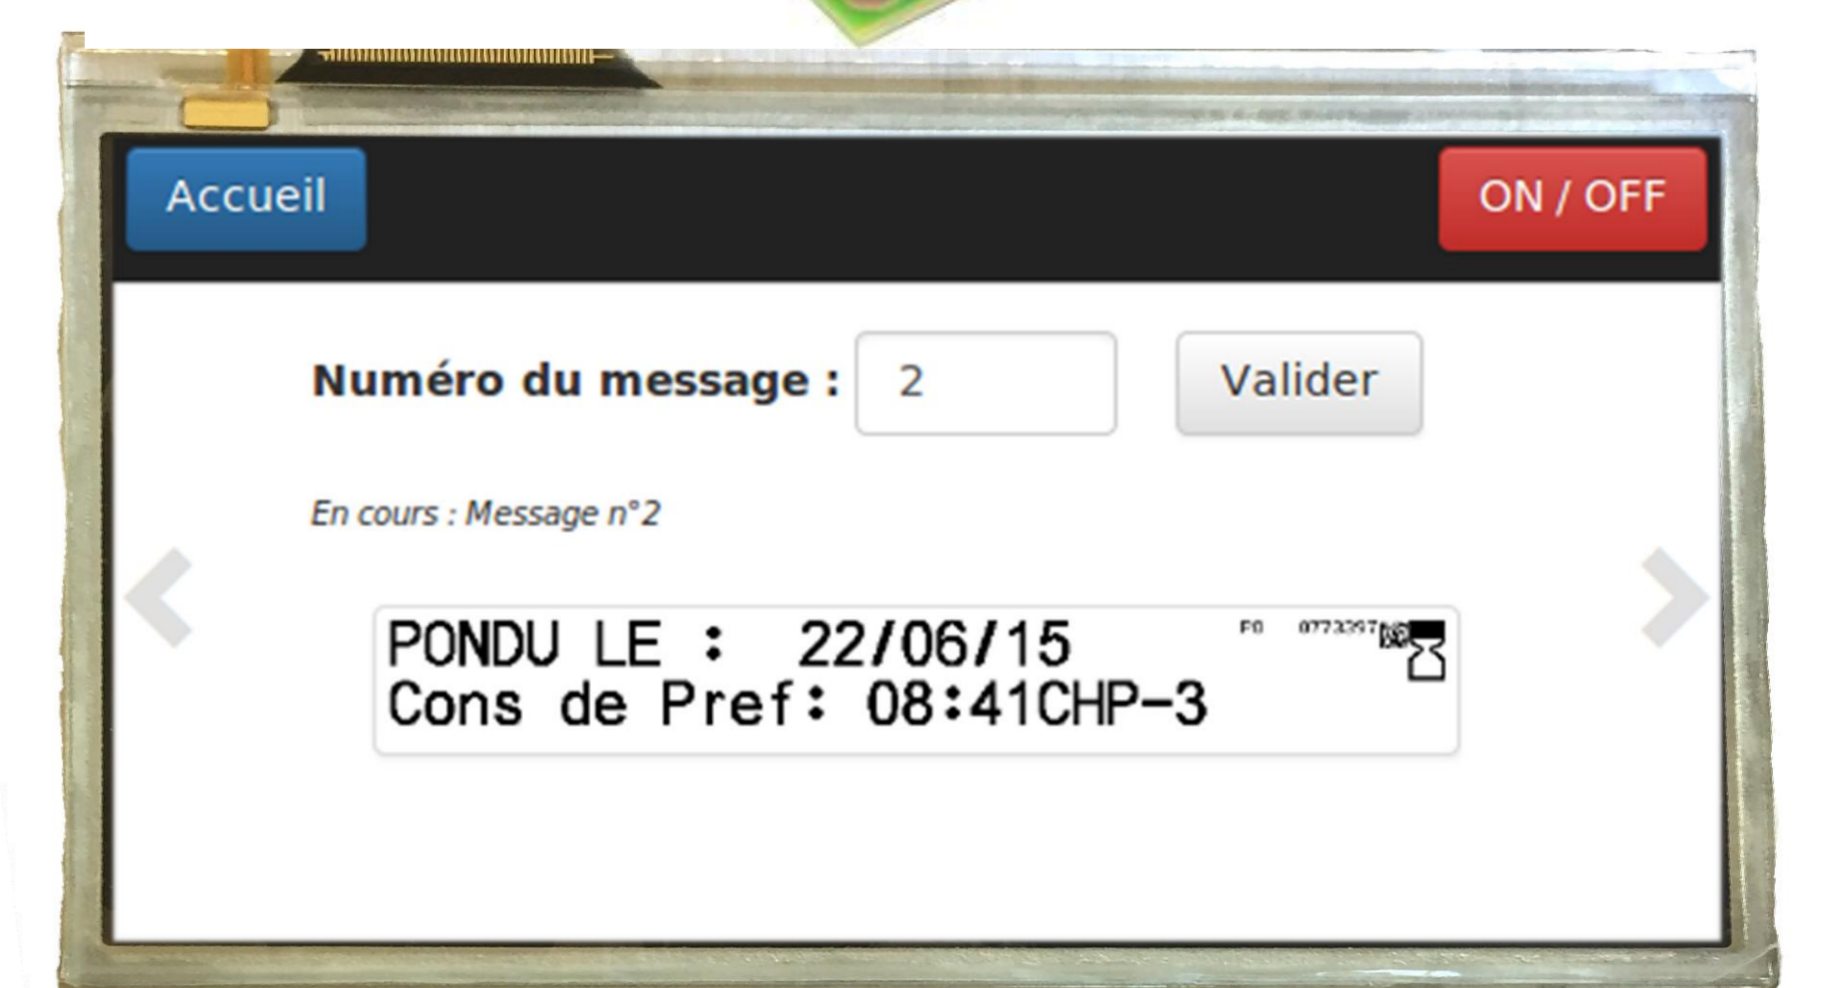 Accueil
ON / OFF
Numéro du message : 2
Valider
En cours : Message n°2
PONDU LE : 22/06/15
Cons de Pref: 08:41CHP-3